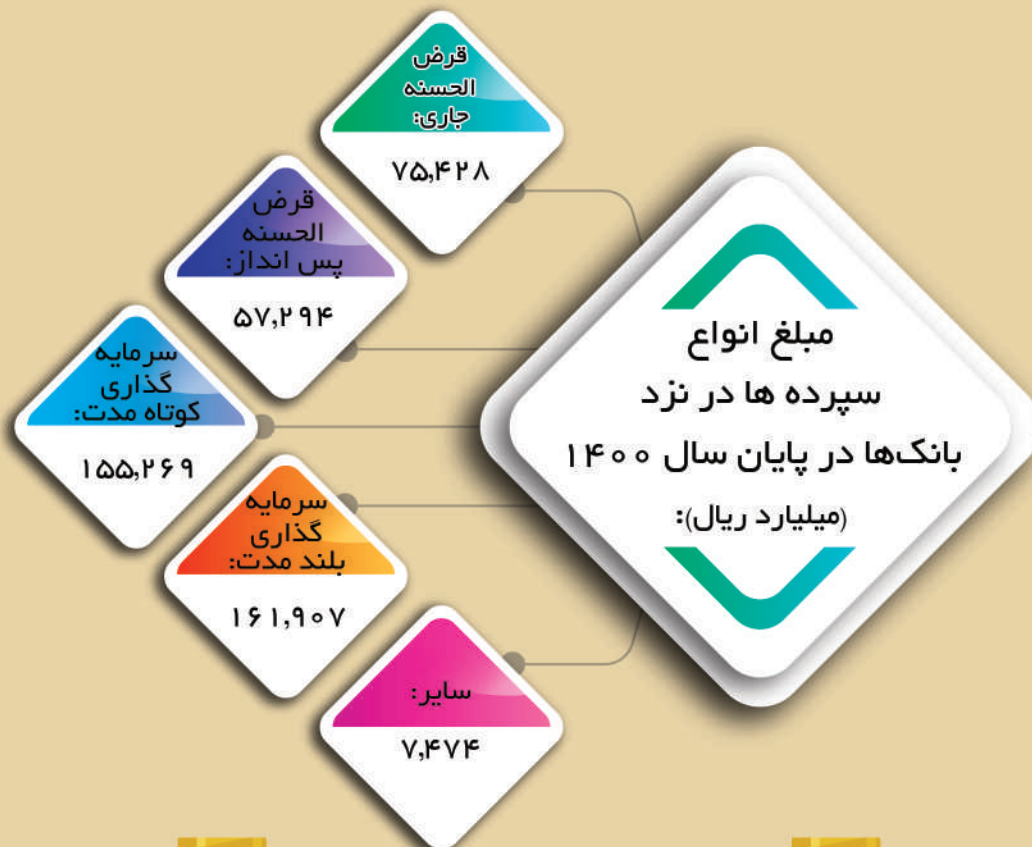 مبلغ انواع
سپرده ها در نزد
بانک‌ها در پایان سال ۱۴۰۰
(میلیارد ریال):
قرض
الحسنه
جاری:
۷۵,۴۲۸
قرض
الحسنه
پس انداز:
۵۷,۲۹۴
سرمایه
گذاری
کوتاه مدت:
۱۵۵,۲۶۹
سرمایه
گذاری
بلند مدت:
۱۶۱,۹۰۷
سایر:
۷,۴۷۴